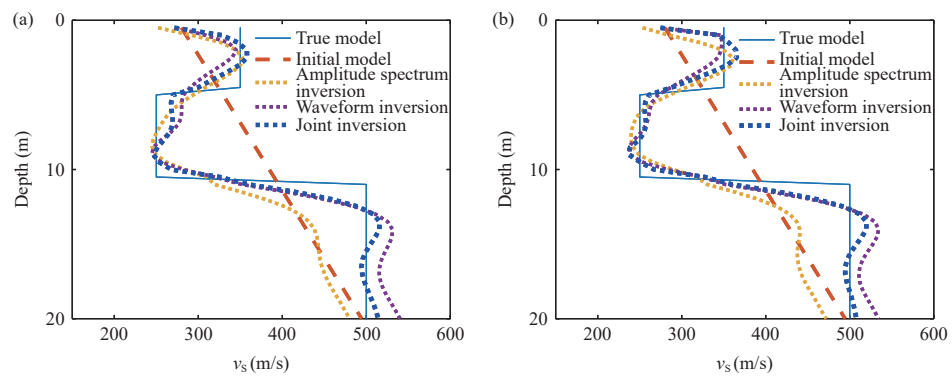 (a)
0
True model
Initial model
Amplitude spectrum
inversion
Waveform inversion
Joint inversion
Depth (m)
10
20
200
300
400
500
600
vS (m/s)
(b)
0
True model
Initial model
Amplitude spectrum
inversion
Waveform inversion
Joint inversion
Depth (m)
10
20
200
300
400
500
600
vS (m/s)